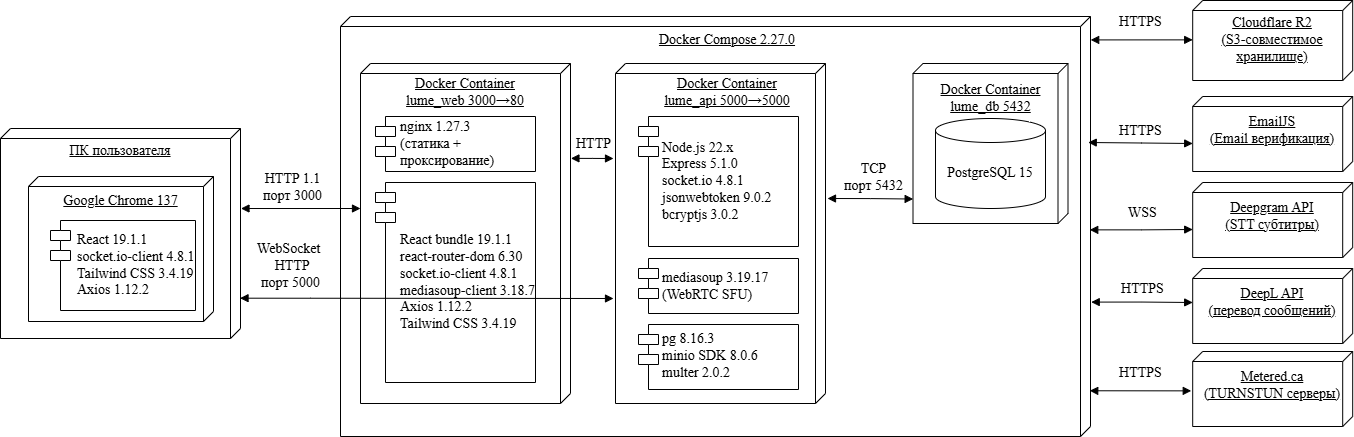 ПК пользователя
Google Chrome 137
React 19.1.1
socket.io-client 4.8.1
Tailwind CSS 3.4.19
Axios 1.12.2
HTTP 1.1
порт 3000
WebSocket
HTTP
порт 5000
Docker Compose 2.27.0
Docker Container
lume_web 3000→80
nginx 1.27.3
(статика +
проксирование)
React bundle 19.1.1
react-router-dom 6.30
socket.io-client 4.8.1
mediasoup-client 3.18.7
Axios 1.12.2
Tailwind CSS 3.4.19
HTTP
Docker Container
lume_api 5000→5000
Node.js 22.x
Express 5.1.0
socket.io 4.8.1
jsonwebtoken 9.0.2
bcryptjs 3.0.2
mediasoup 3.19.17
(WebRTC SFU)
pg 8.16.3
minio SDK 8.0.6
multer 2.0.2
TCP
порт 5432
Docker Container
lume_db 5432
PostgreSQL 15
HTTPS
Cloudflare R2
(S3-совместимое
хранилище)
HTTPS
EmailJS
(Email верификация)
WSS
Deepgram API
(STT субтитры)
HTTPS
DeepL API
(перевод сообщений)
HTTPS
Metered.ca
(TURNSTUN серверы)